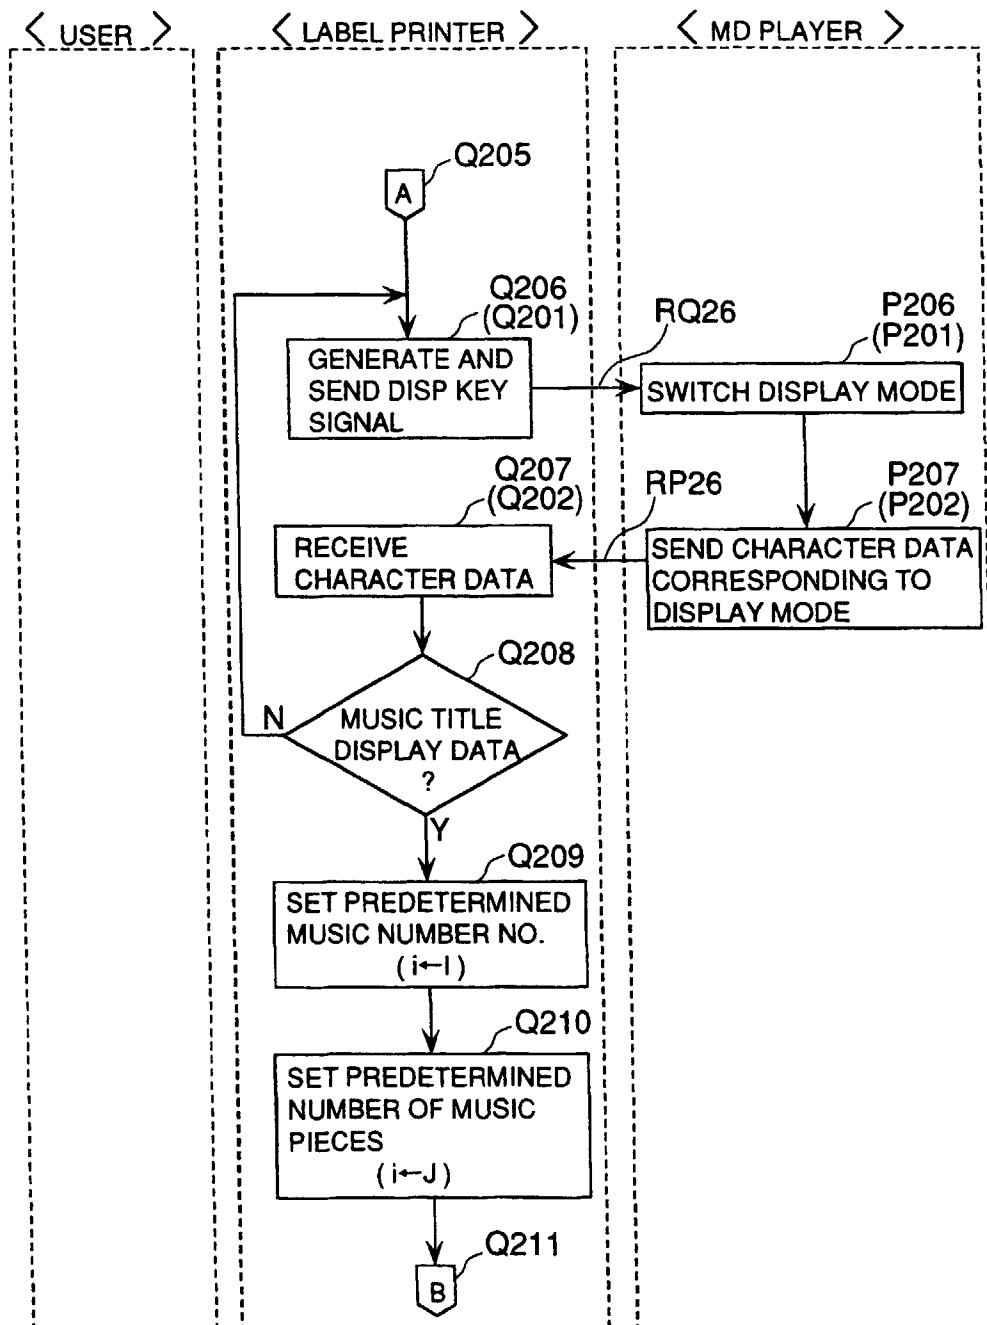 < USER >
< LABEL PRINTER >
< MD PLAYER >
Q205
A
Q206
(Q201)
RQ26
P206
(P201)
GENERATE AND
SEND DISP KEY
SIGNAL
SWITCH DISPLAY MODE
Q207
(Q202)
RP26
P207
(P202)
RECEIVE
CHARACTER DATA
SEND CHARACTER DATA
CORRESPONDING TO
DISPLAY MODE
Q208
N
MUSIC TITLE
DISPLAY DATA
?
Y
Q209
SET PREDETERMINED
MUSIC NUMBER NO.
(i←I)
Q210
SET PREDETERMINED
NUMBER OF MUSIC
PIECES
(i←J)
Q211
B